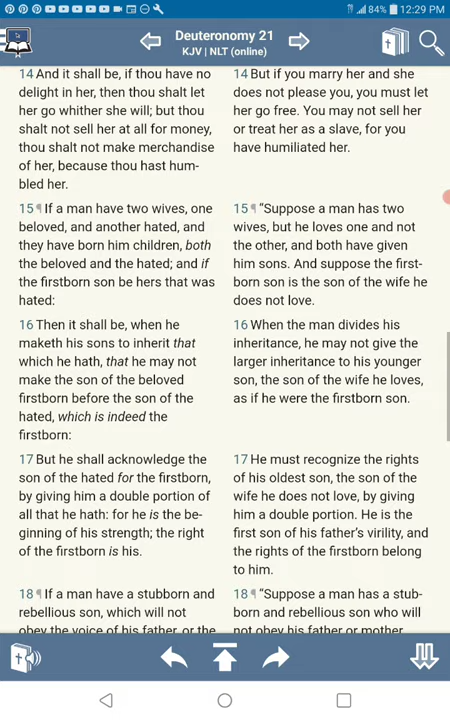 84% 12:29 PM
Deuteronomy 21
KJV | NLT (online)
14 And it shall be, if thou have no
delight in her, then thou shalt let
her go whither she will; but thou
shalt not sell her at all for money,
thou shalt not make merchandise
of her, because thou hast hum-
bled her.
15 ¶ If a man have two wives, one
beloved, and another hated, and
they have born him children, both
the beloved and the hated; and if
the firstborn son be hers that was
hated:
16 Then it shall be, when he
maketh his sons to inherit that
which he hath, that he may not
make the son of the beloved
firstborn before the son of the
hated, which is indeed the
firstborn:
17 But he shall acknowledge the
son of the hated for the firstborn,
by giving him a double portion of
all that he hath: for he is the be-
ginning of his strength; the right
of the firstborn is his.
18 ¶ If a man have a stubborn and
rebellious son, which will not
obey the voice of his father, or the
14 But if you marry her and she
does not please you, you must let
her go free. You may not sell her
or treat her as a slave, for you
have humiliated her.
15 ¶ “Suppose a man has two
wives, but he loves one and not
the other, and both have given
him sons. And suppose the first-
born son is the son of the wife he
does not love.
16 When the man divides his
inheritance, he may not give the
larger inheritance to his younger
son, the son of the wife he loves,
as if he were the firstborn son.
17 He must recognize the rights
of his oldest son, the son of the
wife he does not love, by giving
him a double portion. He is the
first son of his father’s virility, and
the rights of the firstborn belong
to him.
18 ¶ “Suppose a man has a stub-
born and rebellious son who will
not obey his father or mother